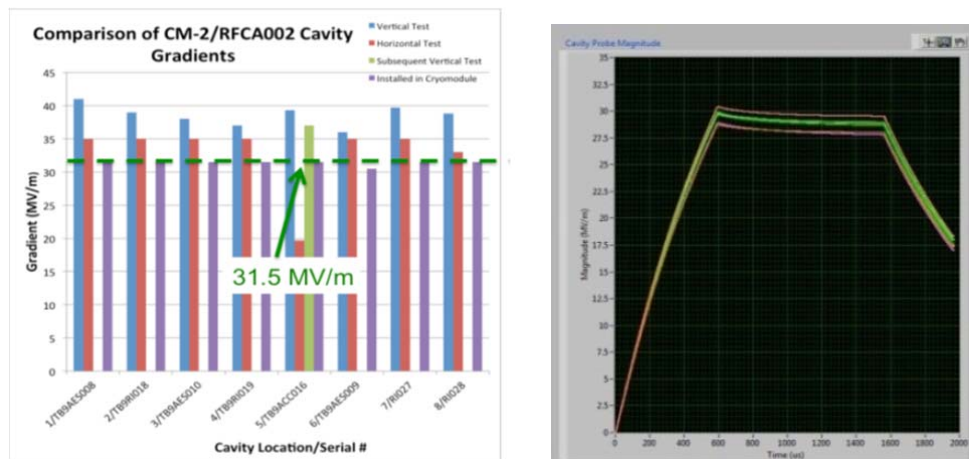 Comparison of CM-2/RFCA002 Cavity
Gradients
Vertical Test
Horizontal Test
Subsequent Vertical Test
Installed in Cryomodule
Gradient (MV/m)
45
40
35
30
25
20
15
10
5
0
31.5 MV/m
1/TB9AES008
2/TB9RI018
3/TB9AES010
4/TB9RI019
5/TB9ACC016
6/TB9AES009
7/RI027
8/RI028
Cavity Location/Serial #
Cavity Probe Magnitude
Magnitude (MV/m)
35
30
27.5
25
22.5
20
17.5
15
12.5
10
7.5
5
2.5
0
0 200 400 600 800 1000 1200 1400 1600 1800 2000
Time (us)